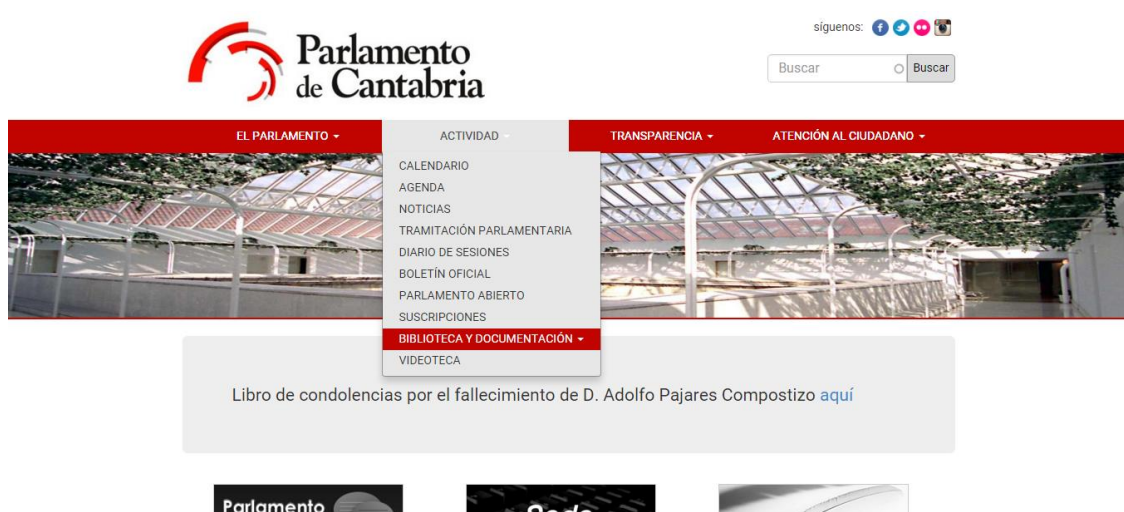 Parlamento
de Cantabria
síguenos:
Buscar
Buscar
EL PARLAMENTO
ACTIVIDAD
TRANSPARENCIA
ATENCIÓN AL CIUDADANO
CALENDARIO
AGENDA
NOTICIAS
TRAMITACIÓN PARLAMENTARIA
DIARIO DE SESIONES
BOLETÍN OFICIAL
PARLAMENTO ABIERTO
SUSCRIPCIONES
BIBLIOTECA Y DOCUMENTACIÓN
VIDEOTECA
Libro de condolencias por el fallecimiento de D. Adolfo Pajares Compostizo aquí
Parlamento